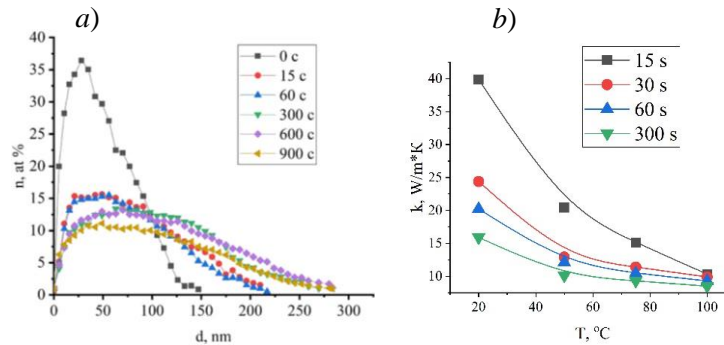 a)
n, at %
40
35
30
25
20
15
10
5
0
0 c
15 c
60 c
300 c
600 c
900 c
0 50 100 150 200 250 300
d, nm
b)
k, W/m*K
40
35
30
25
20
15
10
15 s
30 s
60 s
300 s
20 40 60 80 100
T, °C